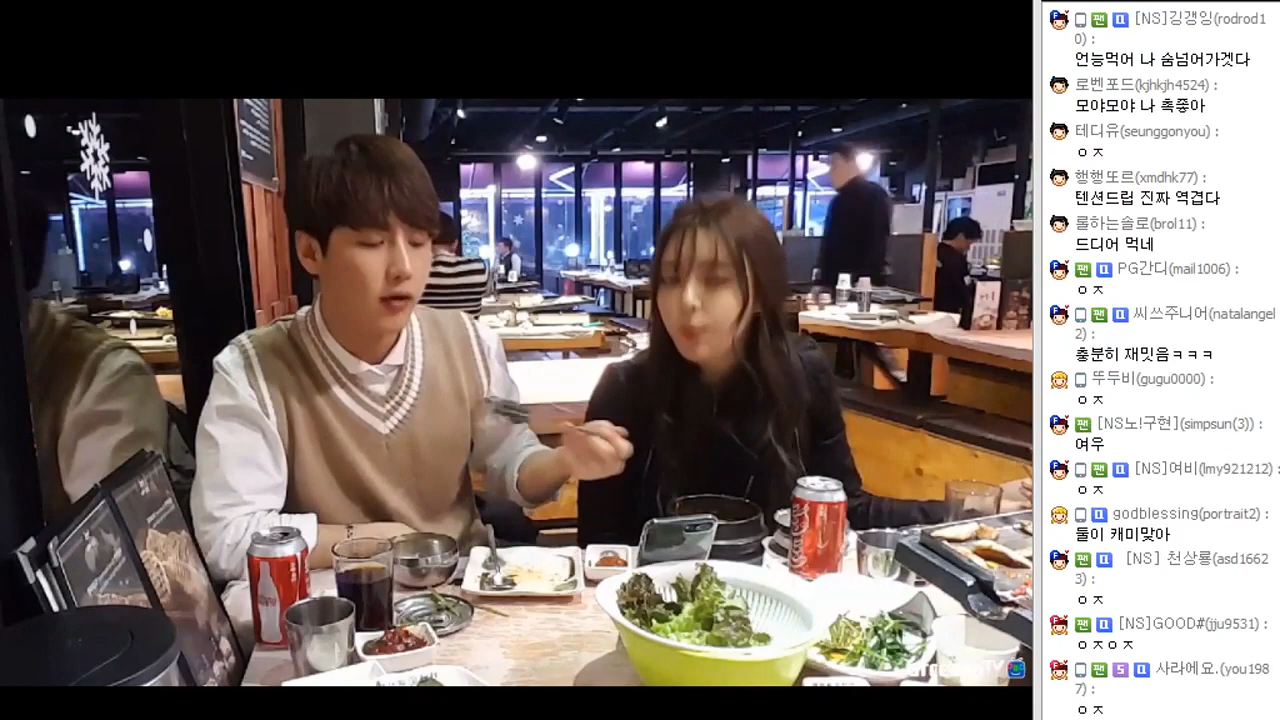 [NS]김갱잉(rodrod1
0) :
언능먹어 나 숨넘어가겟다
로벤포드(kjhkjh4524) :
모야모야 나 촉좋아
테디유(seunggonyou) :
ㅇㅈ
행행또르(xmdhk77) :
텐션드럽 진짜 역겹다
롤하는솔로(brol11) :
드디어 먹네
PG간디(mail1006) :
ㅇㅈ
씨쓰주니어(natalangel
2) :
충분히 재밋음ㅋㅋㅋ
뚜두비(gugu0000) :
ㅇㅈ
[NS노!구현](simpsun(3)) :
여우
[NS]여비(lmy921212) :
ㅇㅈ
godblessing(portrait2) :
둘이 캐미맞아
[NS] 천상룡(asd1662
3) :
ㅇㅈ
[NS]GOOD#(jju9531) :
ㅇㅈㅇㅈ
사라에요.(you198
7) :
ㅇㅈ